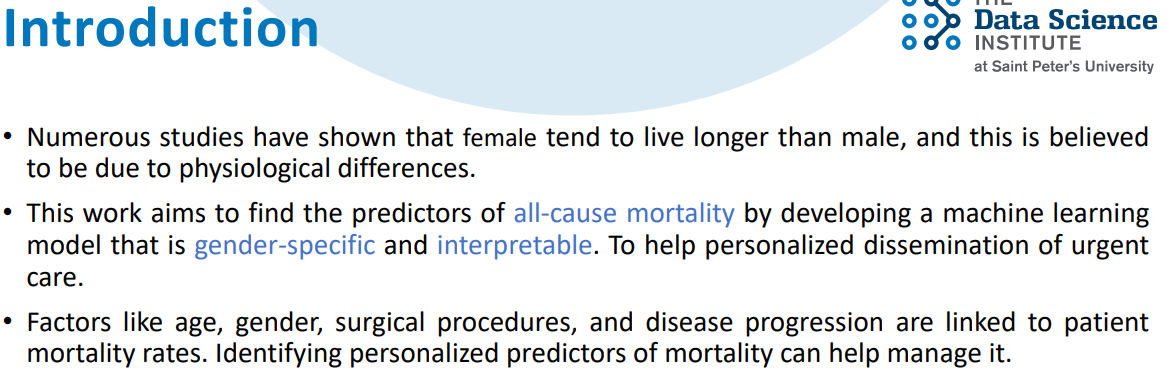 Introduction
THE
Data Science
INSTITUTE
at Saint Peter's University
• Numerous studies have shown that female tend to live longer than male, and this is believed
to be due to physiological differences.
• This work aims to find the predictors of all-cause mortality by developing a machine learning
model that is gender-specific and interpretable. To help personalized dissemination of urgent
care.
• Factors like age, gender, surgical procedures, and disease progression are linked to patient
mortality rates. Identifying personalized predictors of mortality can help manage it.